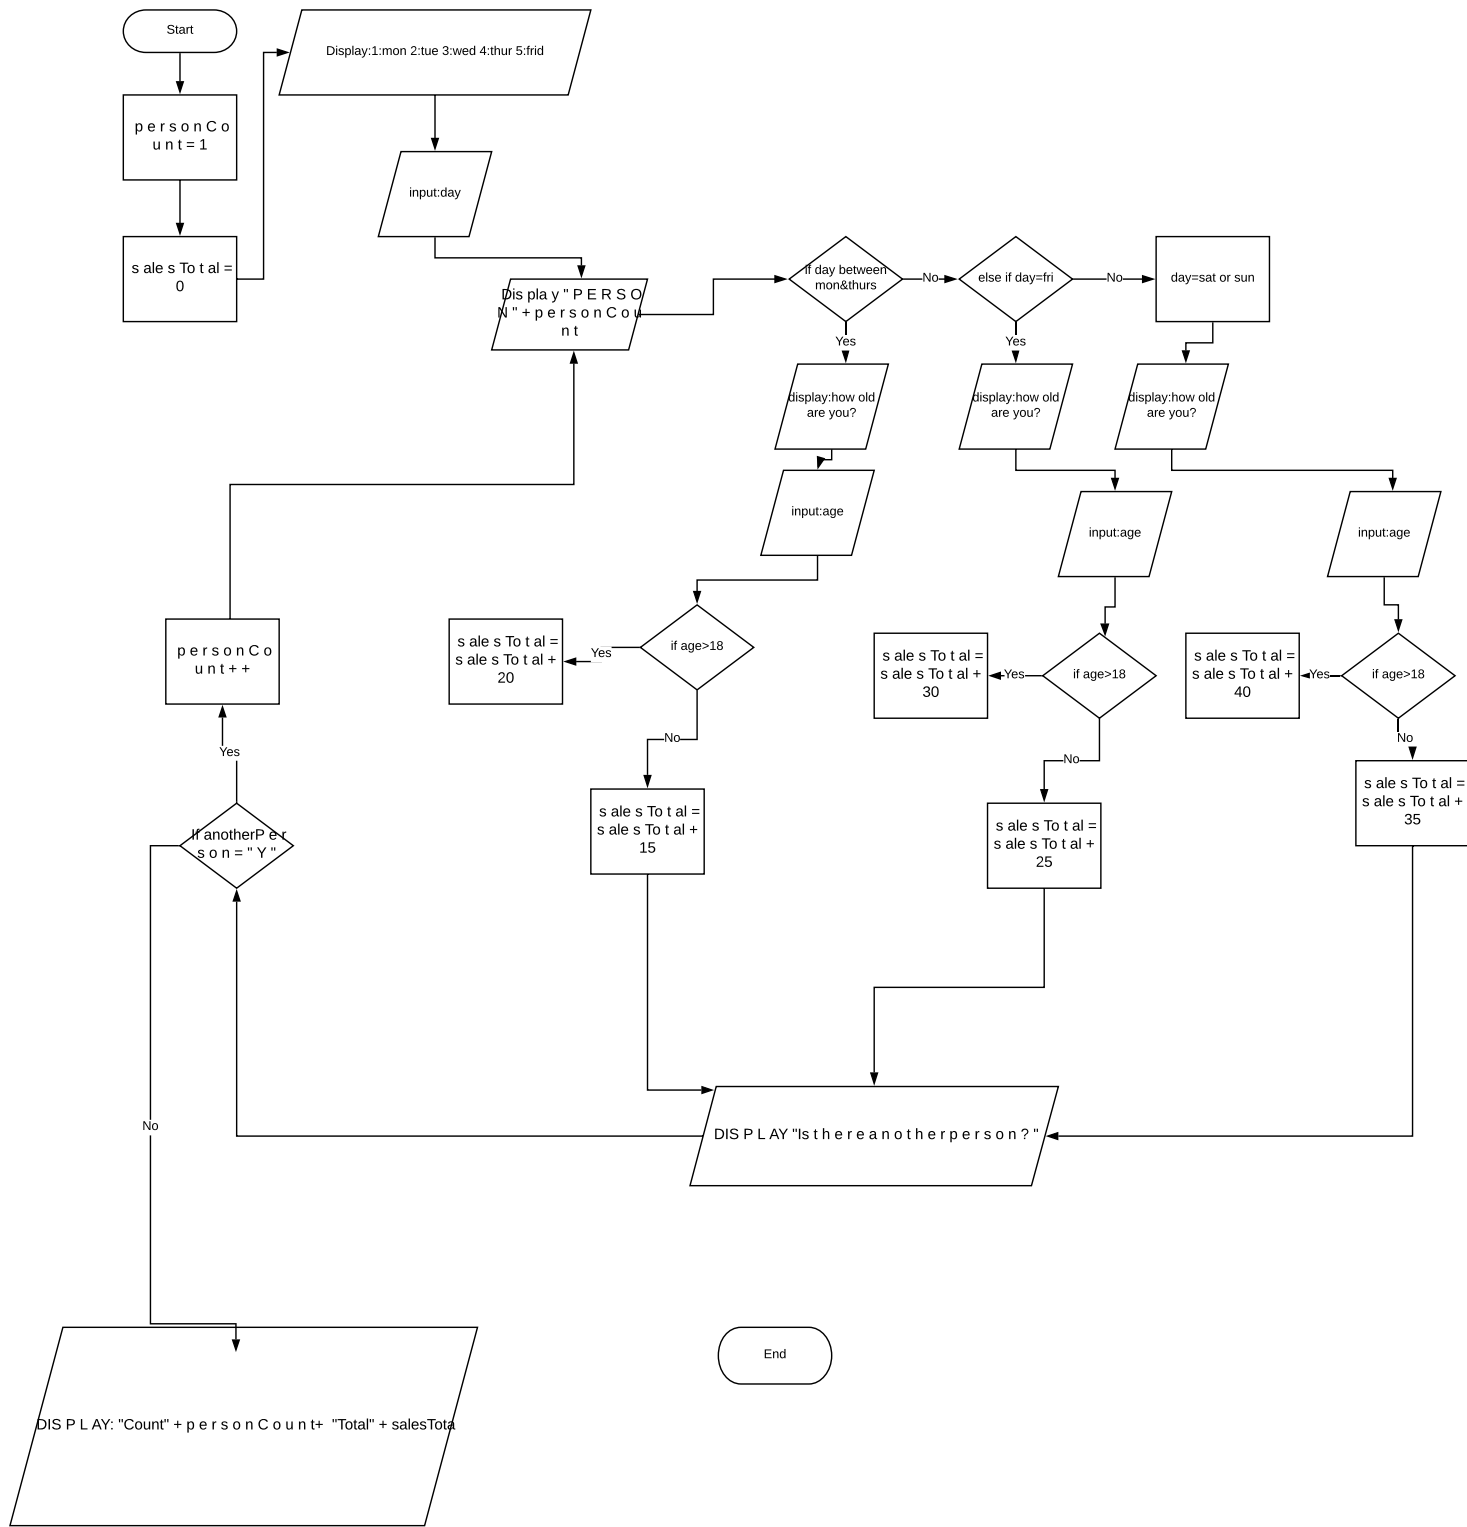 Start
Display:1:mon 2:tue 3:wed 4:thur 5:frid
p e r s o n C o
u n t = 1
input:day
s ale s To t al =
0
Dis pla y " P E R S O
N " + p e r s o n C o u
n t
If day between
mon&thurs
No
else if day=fri
No
day=sat or sun
Yes
Yes
display:how old
are you?
display:how old
are you?
display:how old
are you?
input:age
input:age
input:age
p e r s o n C o
u n t + +
s ale s To t al =
s ale s To t al +
20
Yes
if age>18
s ale s To t al =
s ale s To t al +
30
Yes
if age>18
s ale s To t al =
s ale s To t al +
40
Yes
if age>18
Yes
No
No
No
If anotherP e r
s o n = " Y "
s ale s To t al =
s ale s To t al +
15
s ale s To t al =
s ale s To t al +
25
s ale s To t al =
s ale s To t al +
35
No
DIS P L AY "Is t h e r e a n o t h e r p e r s o n ? "
End
DIS P L AY: "Count" + p e r s o n C o u n t+  "Total" + salesTota